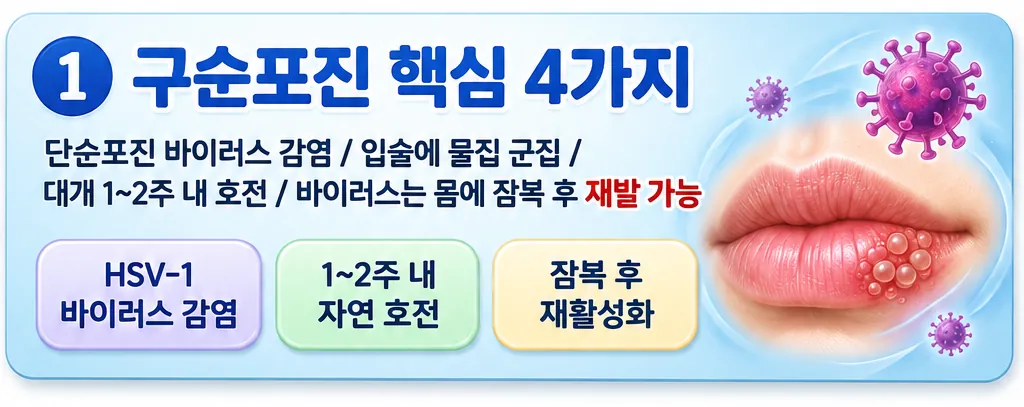 1 구순포진 핵심 4가지
단순포진 바이러스 감염 / 입술에 물집 군집 /
대개 1~2주 내 호전 / 바이러스는 몸에 잠복 후 재발 가능
HSV-1
바이러스 감염
1~2주 내
자연 호전
잠복 후
재활성화